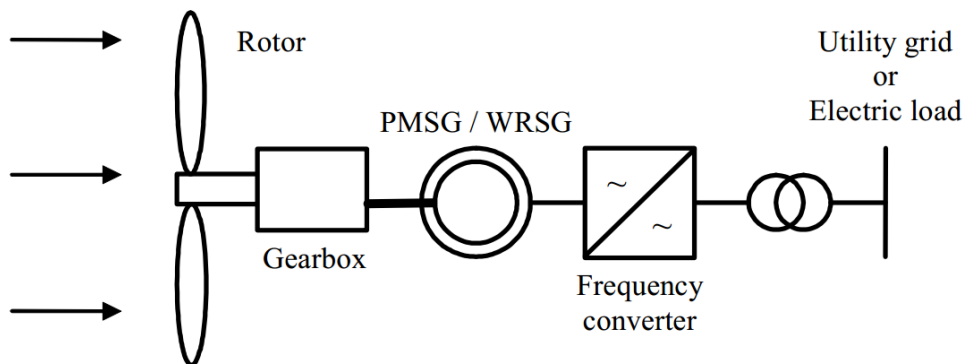 Rotor
Utility grid
or
Electric load
PMSG / WRSG
~
~
Gearbox
Frequency
converter